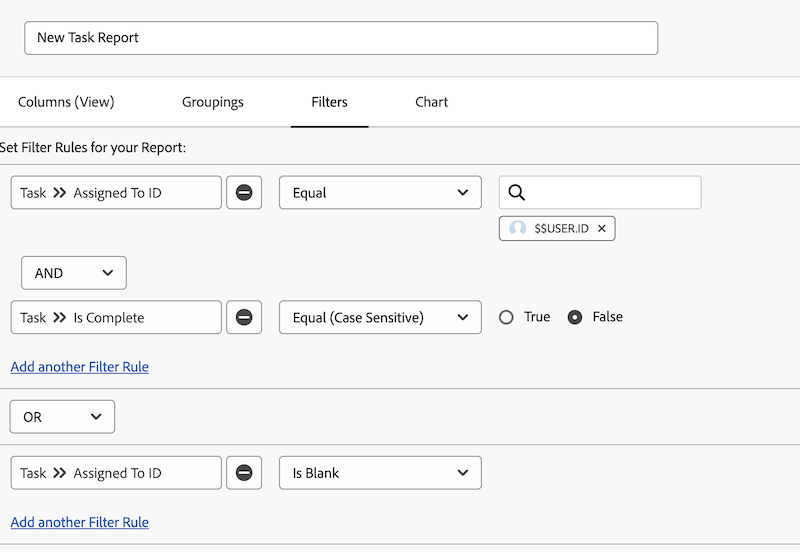 New Task Report
Columns (View) Groupings Filters Chart
Set Filter Rules for your Report:
Task >> Assigned To ID Equal
$$USER.ID ×
AND
Task >> Is Complete Equal (Case Sensitive) True False
Add another Filter Rule
OR
Task >> Assigned To ID Is Blank
Add another Filter Rule